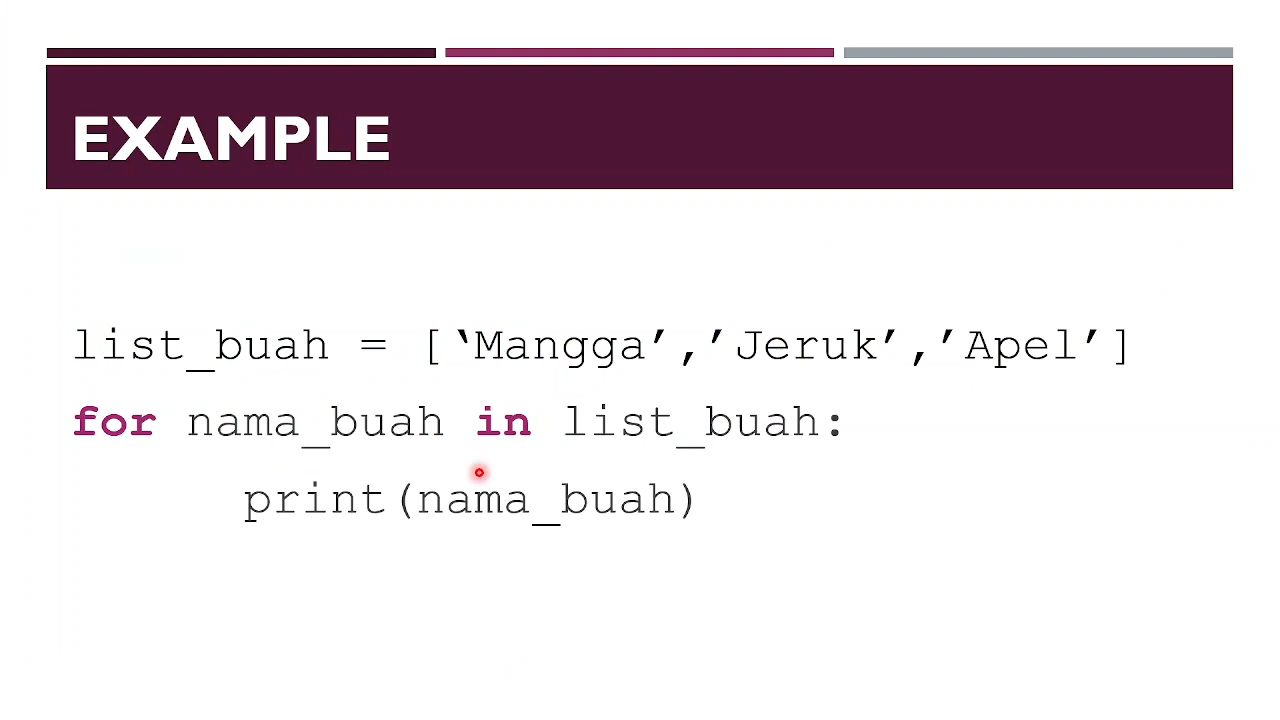 EXAMPLE
list_buah = [‘Mangga’,’Jeruk’,’Apel’]
for nama_buah in list_buah:
print(nama_buah)